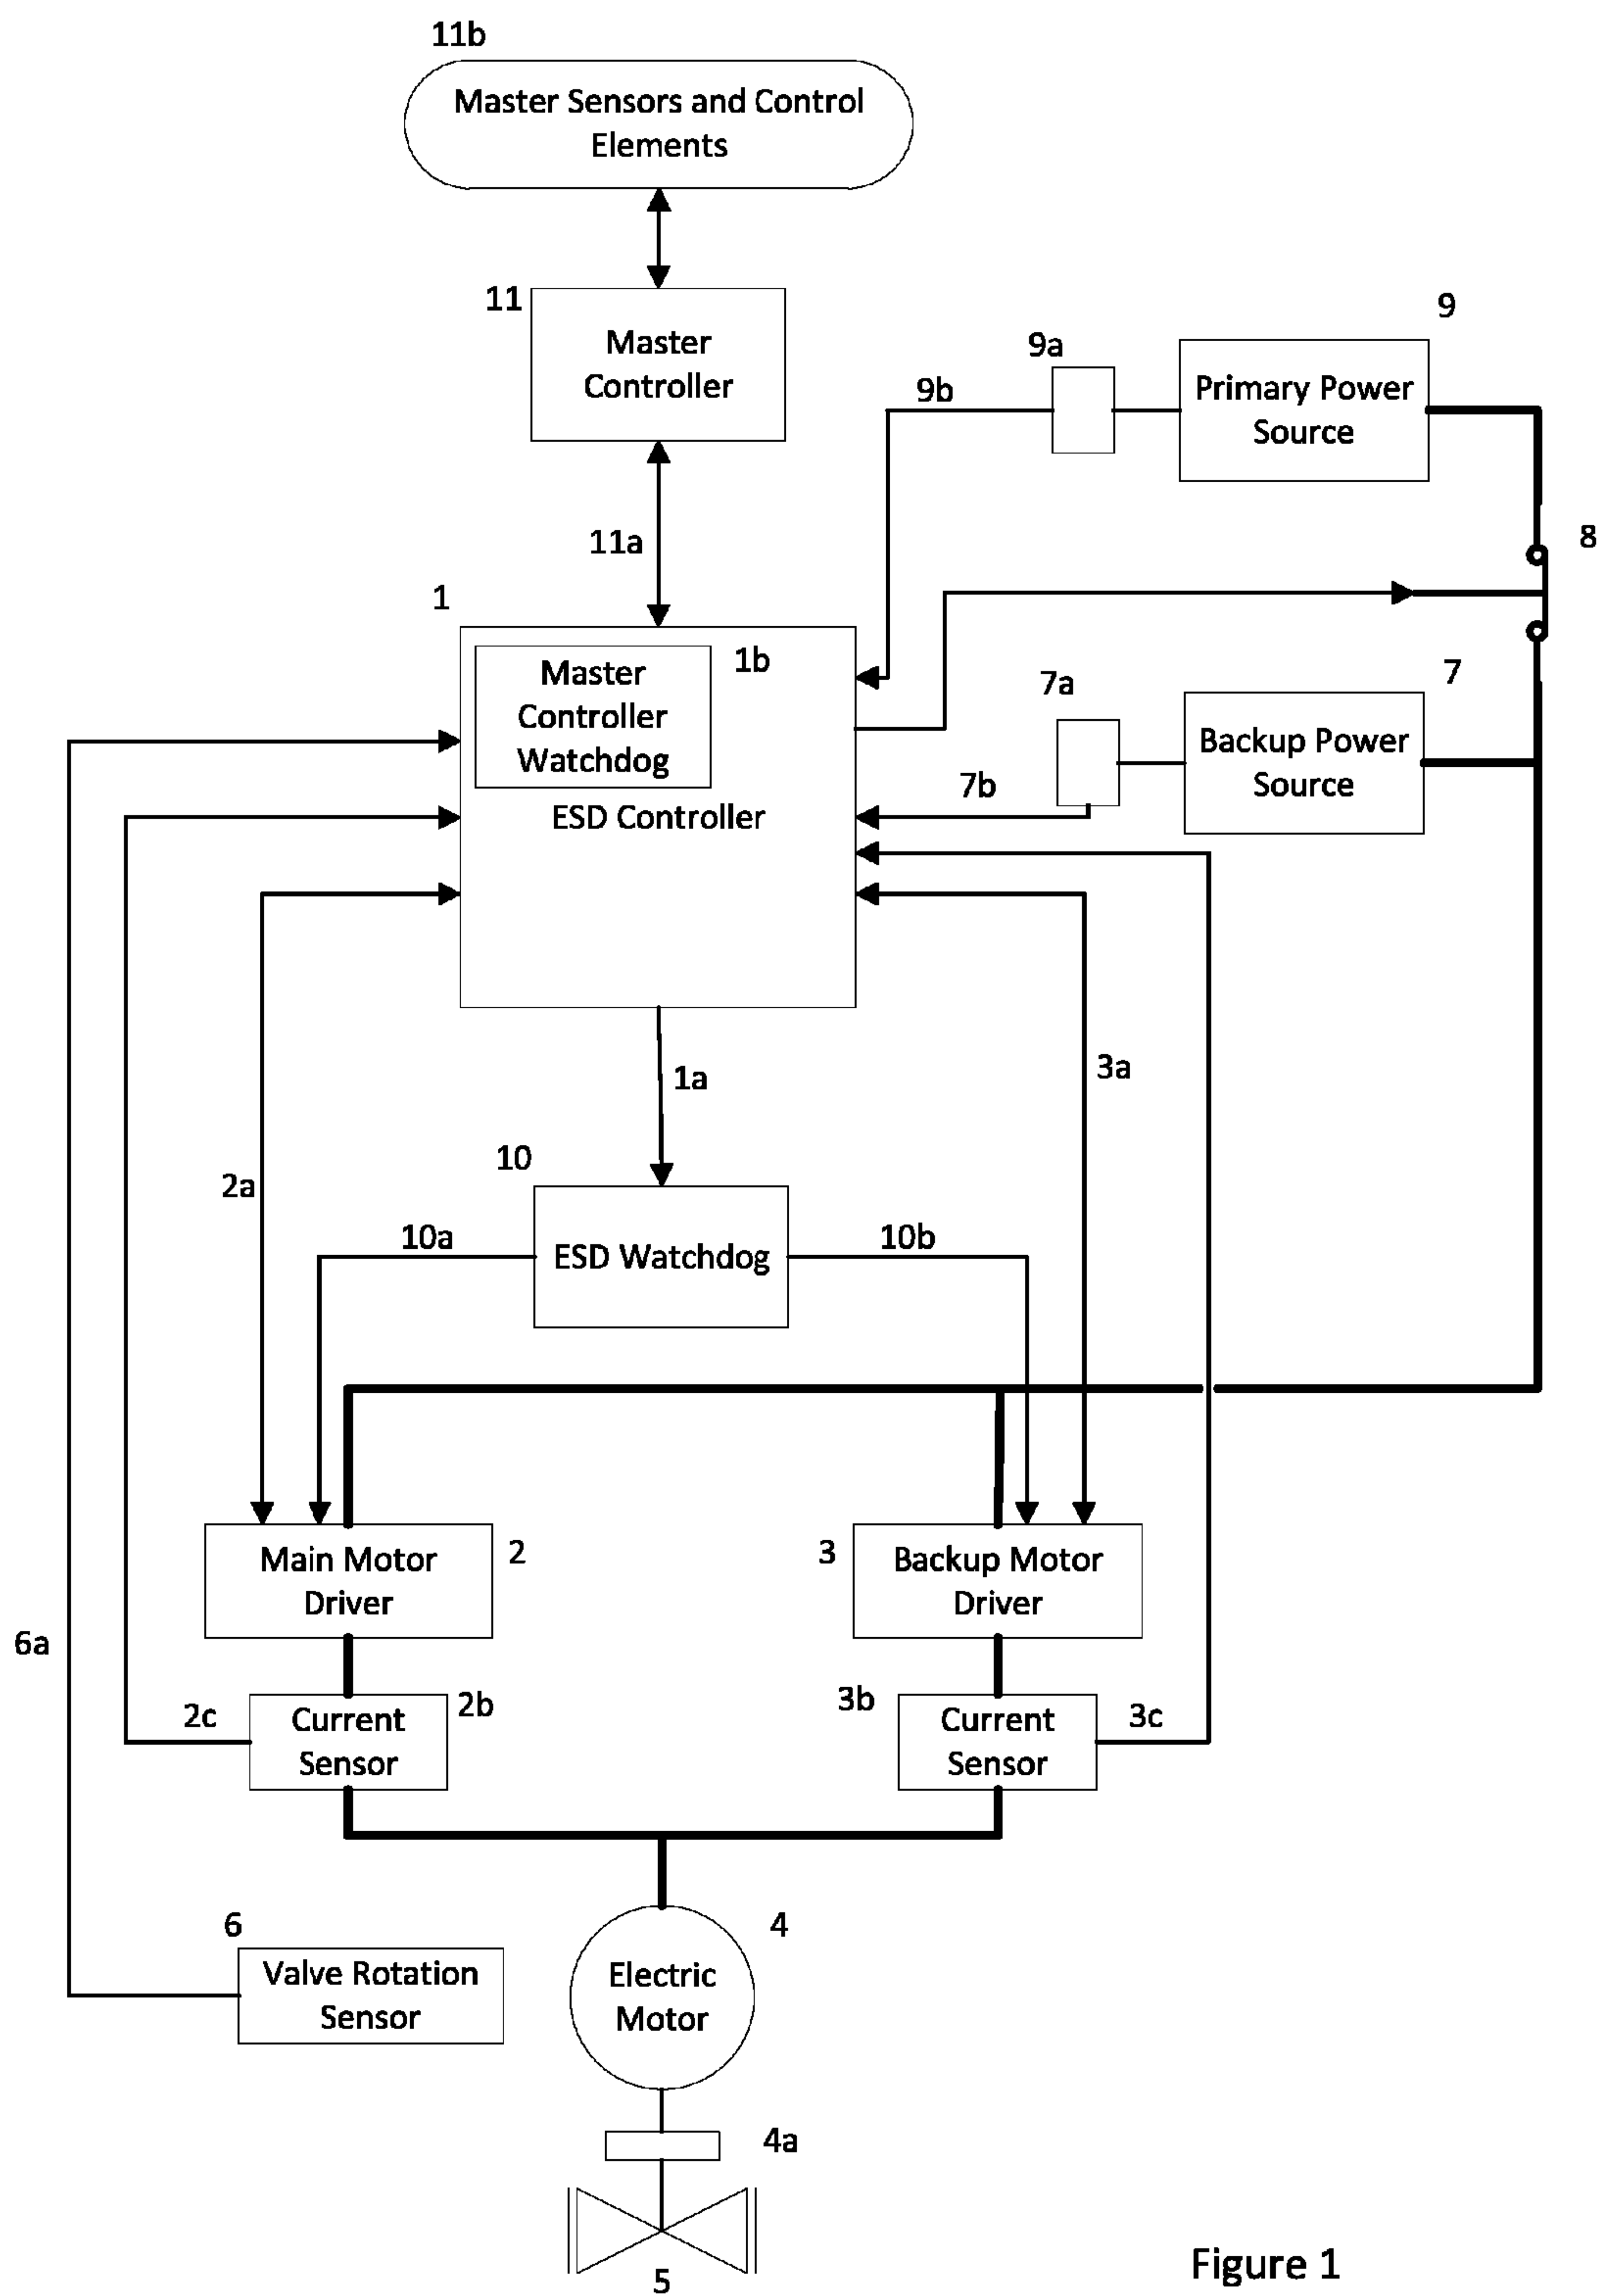 11b
Master Sensors and Control
Elements
11
Master
Controller
9
9a
9b
Primary Power
Source
11a
8
1
1b
Master
Controller
Watchdog
ESD Controller
7
7a
7b
Backup Power
Source
1a
3a
10
2a
10a
ESD Watchdog
10b
Main Motor
Driver
2
3
Backup Motor
Driver
6a
2c
Current
Sensor
2b
3b
Current
Sensor
3c
6
Valve Rotation
Sensor
4
Electric
Motor
4a
5
Figure 1